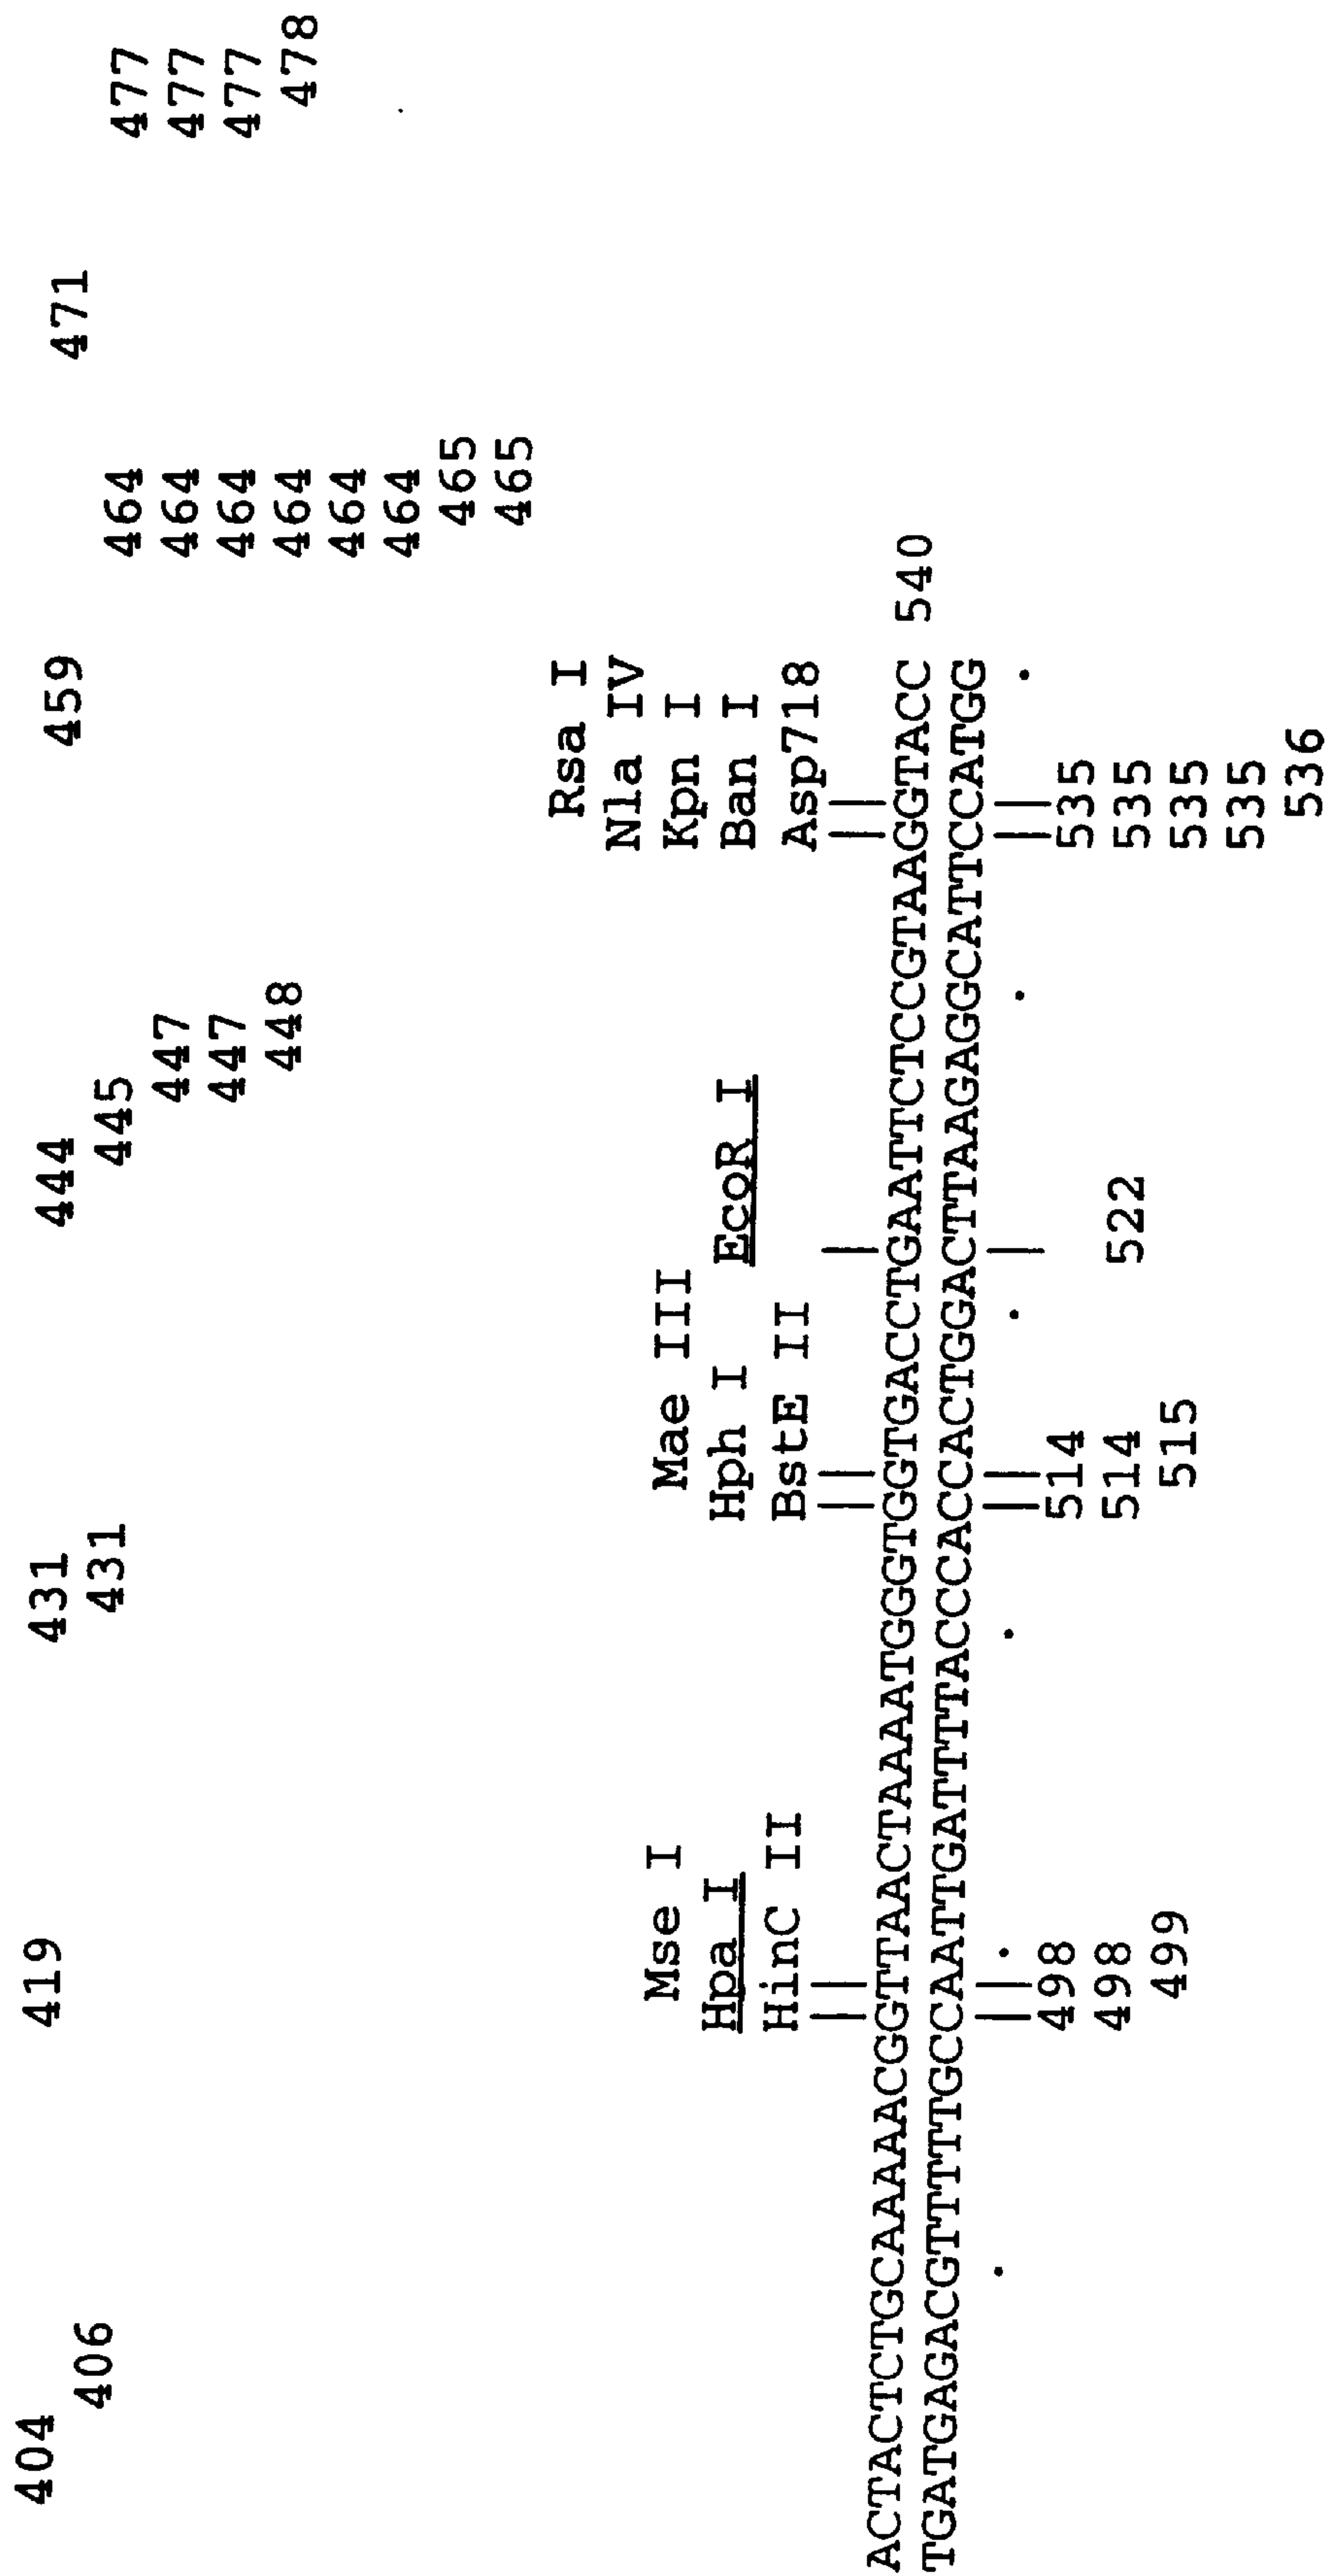 404 419 431 444 459 471
406 431 445 464 477
447 464 477
447 464 477
448 464 478
464
464
465
465
Rsa I
Nla IV
Mse I Mae III Kpn I
Hpa I Hph I EcoR I Ban I
HinC II BstE II Asp718
ACTACTCTGCAAAACGGTTAACTAAATGGGTGGTGACCTGAATTCTCCGTAAGGTACC 540
TGATGAGACGTTTTGCCAATTGATTTACCCACCACTGGACTTAAGAGGCATTCCATGG
498 514 535
498 514 522 535
499 515 535
535
536